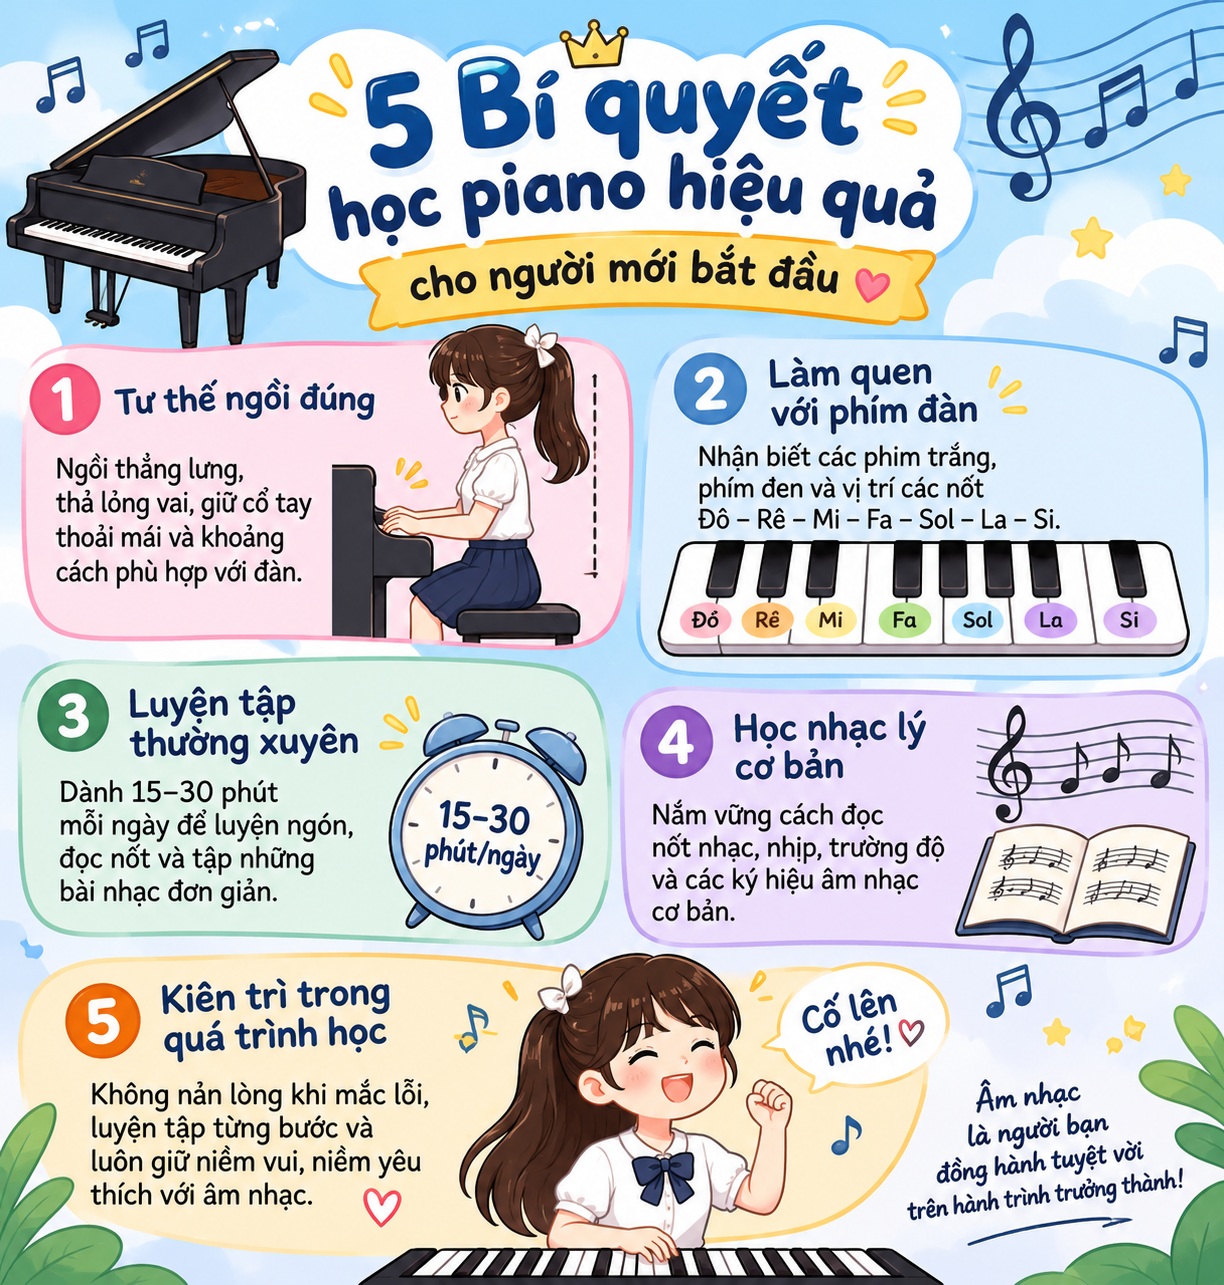 5 Bí quyết
học piano hiệu quả
cho người mới bắt đầu
1
Tư thế ngồi đúng
Ngồi thẳng lưng,
thả lỏng vai, giữ cổ tay
thoải mái và khoảng
cách phù hợp với đàn.
2
Làm quen
với phím đàn
Nhận biết các phim trắng,
phím đen và vị trí các nốt
Đô – Rê – Mi – Fa – Sol – La – Si.
Đồ
Rê
Mi
Fa
Sol
La
Si
3
Luyện tập
thường xuyên
Dành 15–30 phút
mỗi ngày để luyện ngón,
đọc nốt và tập những
bài nhạc đơn giản.
15–30
phút/ngày
4
Học nhạc lý
cơ bản
Nắm vững cách đọc
nốt nhạc, nhịp, trường độ
và các ký hiệu âm nhạc
cơ bản.
5
Kiên trì trong
quá trình học
Không nản lòng khi mắc lỗi,
luyện tập từng bước và
luôn giữ niềm vui, niềm yêu
thích với âm nhạc.
Cố lên
nhé!
Âm nhạc
là người bạn
đồng hành tuyệt vời
trên hành trình trưởng thành!